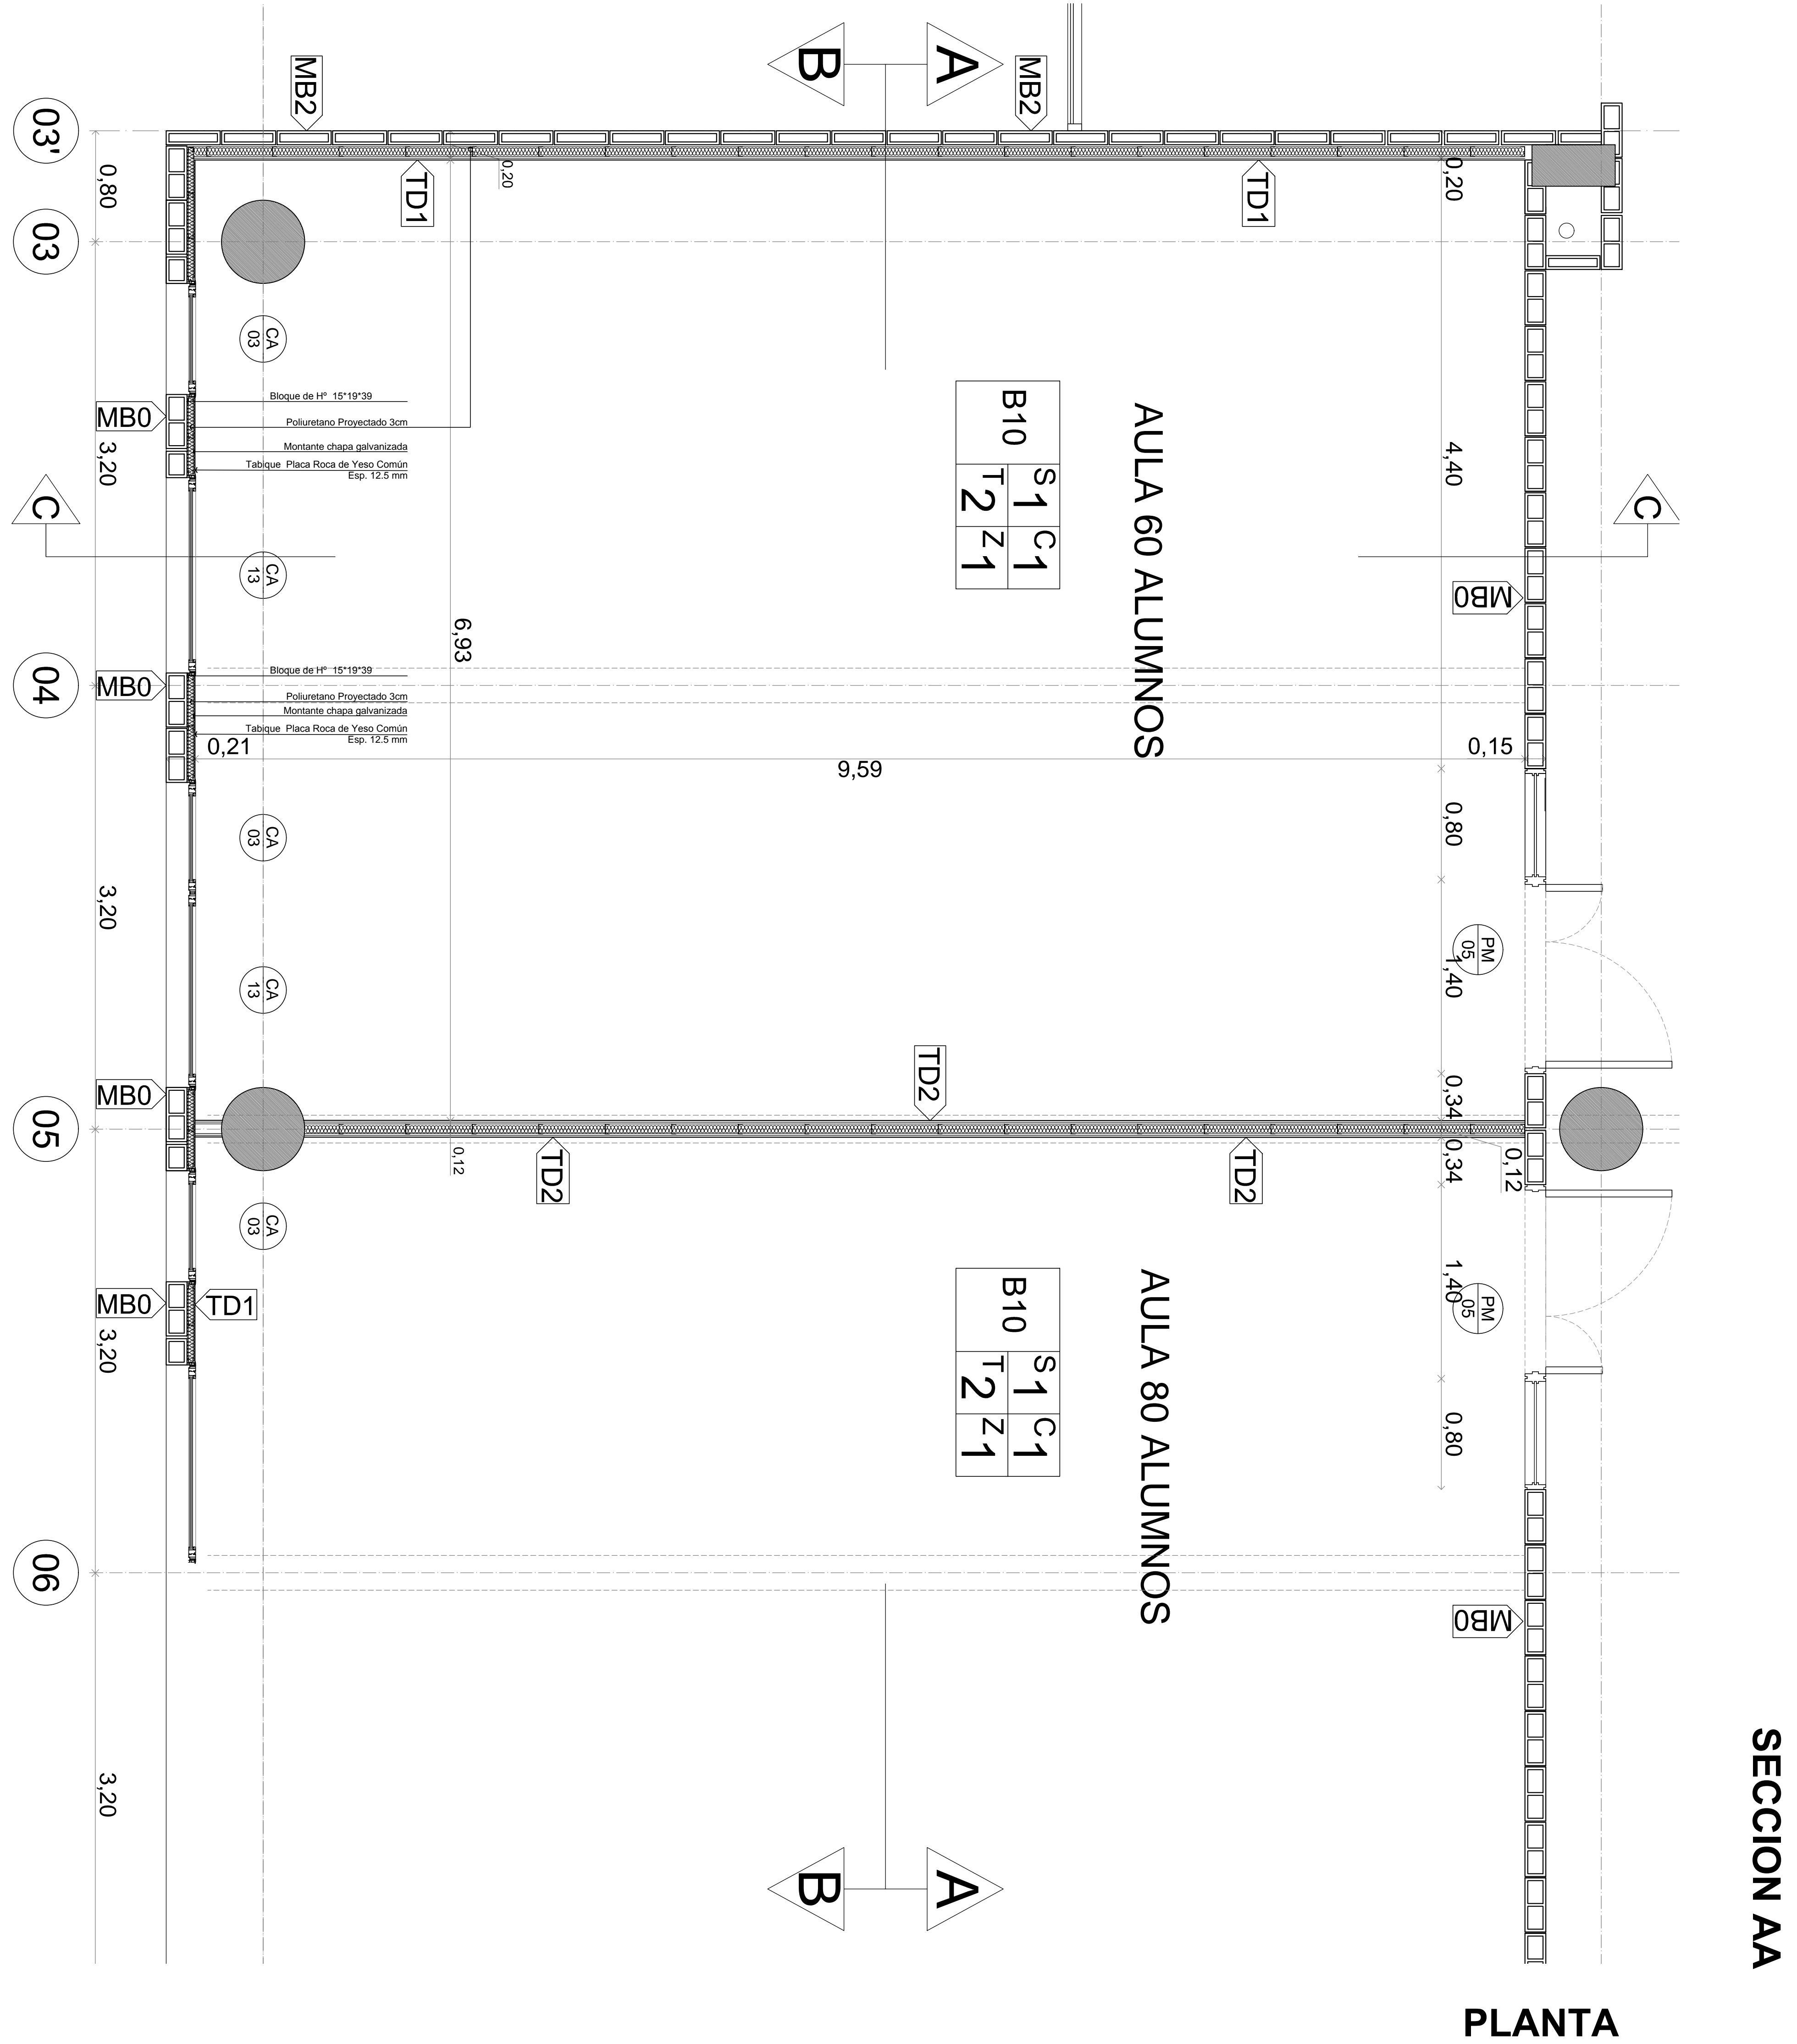 B
A
MB2
MB2
03'
0,80
03
0,20
TD1
TD1
0,20
CA
03
Bloque de Hº 15*19*39
Poliuretano Proyectado 3cm
Montante chapa galvanizada
Tabique Placa Roca de Yeso Común
Esp. 12.5 mm
MB0
3,20
C
C
CA
13
B10
S 1
C 1
T 2
Z 1
AULA 60 ALUMNOS
4,40
MB0
6,93
04
MB0
Bloque de Hº 15*19*39
Poliuretano Proyectado 3cm
Montante chapa galvanizada
Tabique Placa Roca de Yeso Común
Esp. 12.5 mm
0,21
9,59
0,15
CA
03
0,80
3,20
PM
05
1,40
CA
13
TD2
MB0
05
0,34
0,12
TD2
TD2
0,34
0,12
CA
03
MB0
TD1
3,20
B10
S 1
C 1
T 2
Z 1
AULA 80 ALUMNOS
1,40
PM
05
0,80
06
MB0
3,20
B
A
SECCION AA
PLANTA